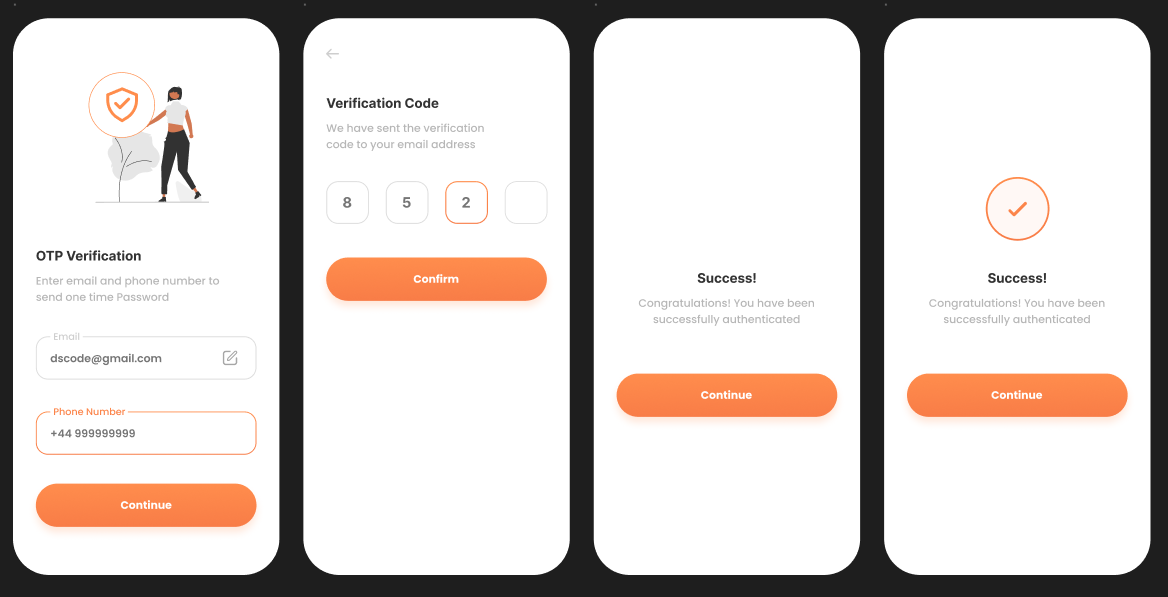 OTP Verification
Enter email and phone number to
send one time Password
Email
dscode@gmail.com
Phone Number
+44 999999999
Continue
Verification Code
We have sent the verification
code to your email address
8 5 2
Confirm
Success!
Congratulations! You have been
successfully authenticated
Continue
Success!
Congratulations! You have been
successfully authenticated
Continue